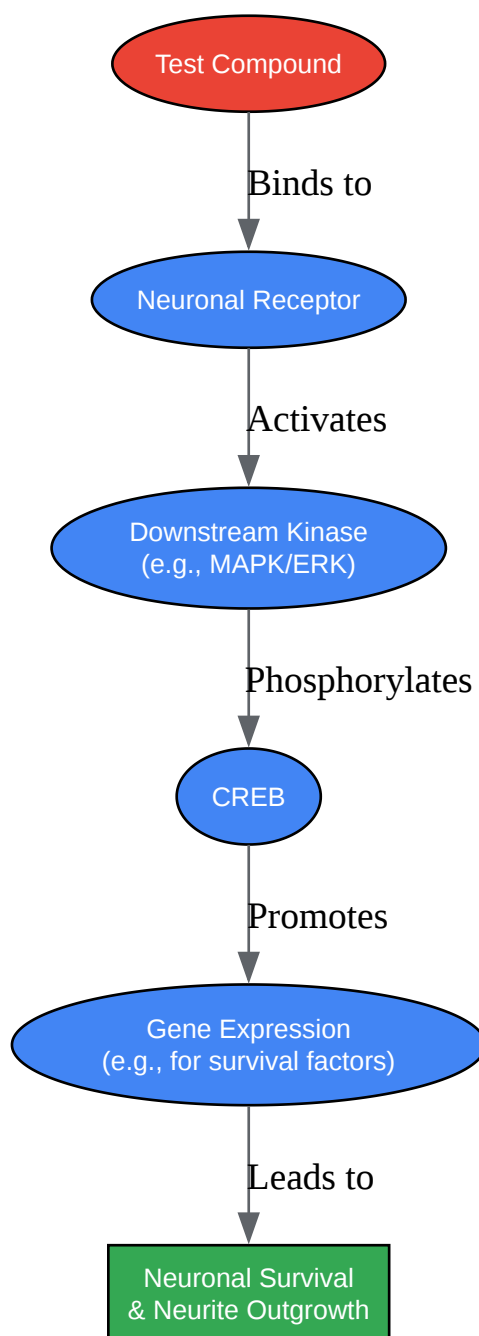 Test Compound
Binds to
Neuronal Receptor
Activates
Downstream Kinase
(e.g., MAPK/ERK)
Phosphorylates
CREB
Promotes
Gene Expression
(e.g., for survival factors)
Leads to
Neuronal Survival
& Neurite Outgrowth